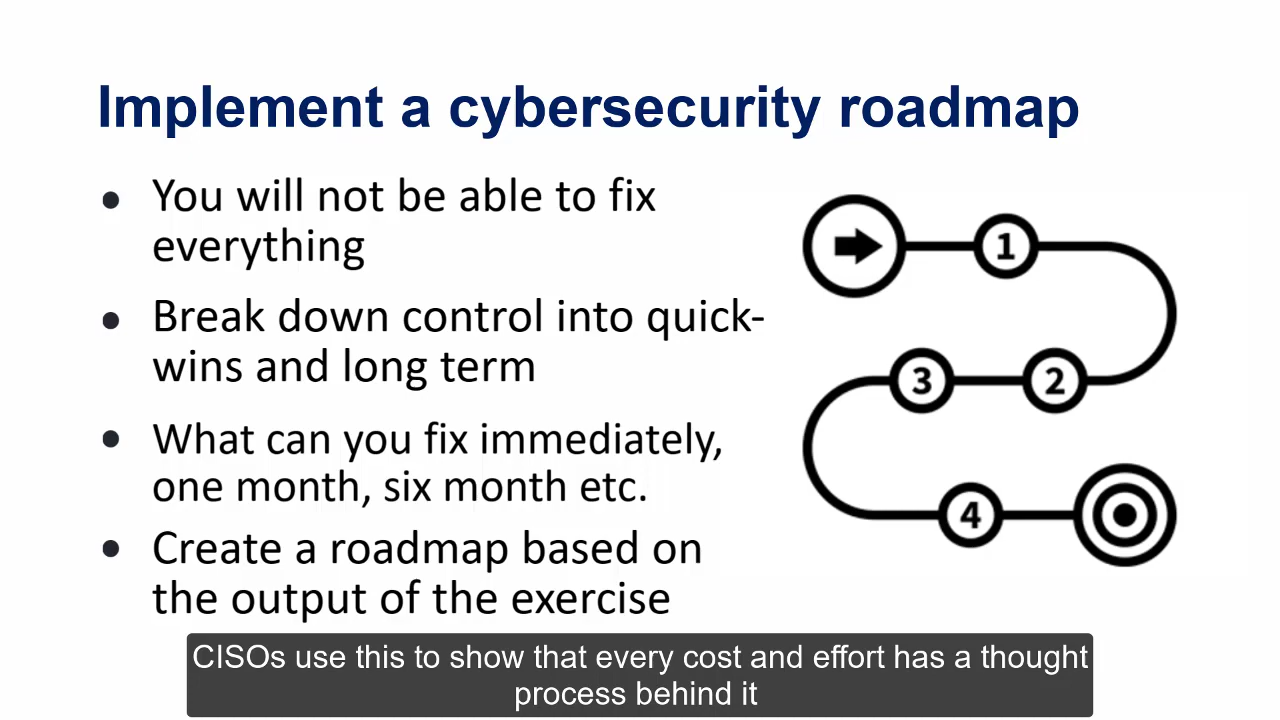 Implement a cybersecurity roadmap
• You will not be able to fix
everything
• Break down control into quick-
wins and long term
• What can you fix immediately,
one month, six month etc.
• Create a roadmap based on
the output of the exercise
1
3 2
4
CISOs use this to show that every cost and effort has a thought
process behind it